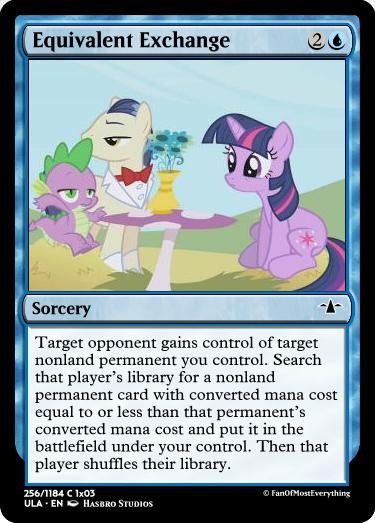 Equivalent Exchange 2
Sorcery
Target opponent gains control of target
nonland permanent you control. Search
that player's library for a nonland
permanent card with converted mana cost
equal to or less than that permanent's
converted mana cost and put it in the
battlefield under your control. Then that
player shuffles their library.
256/1184 C 1x03
ULA • EN Hasbro Studios
© FanOfMostEverything